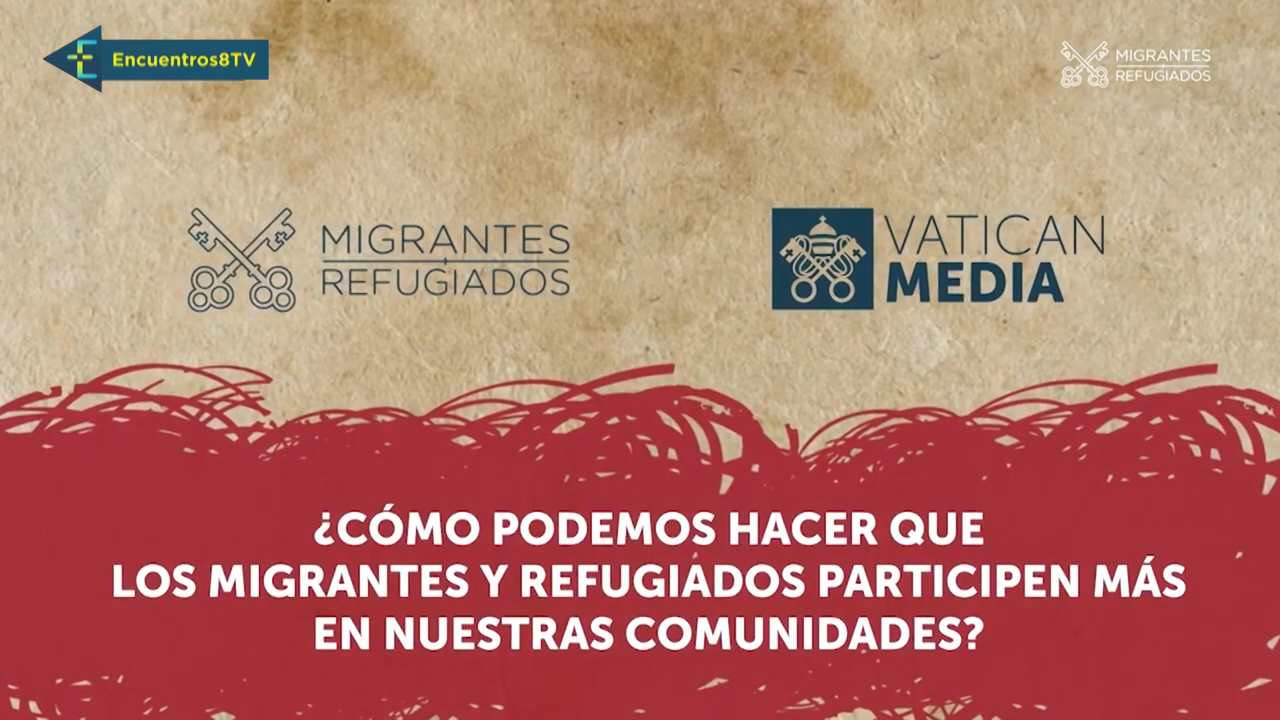 Encuentros8TV
MIGRANTES
REFUGIADOS
MIGRANTES
REFUGIADOS
VATICAN
MEDIA
¿CÓMO PODEMOS HACER QUE
LOS MIGRANTES Y REFUGIADOS PARTICIPEN MÁS
EN NUESTRAS COMUNIDADES?